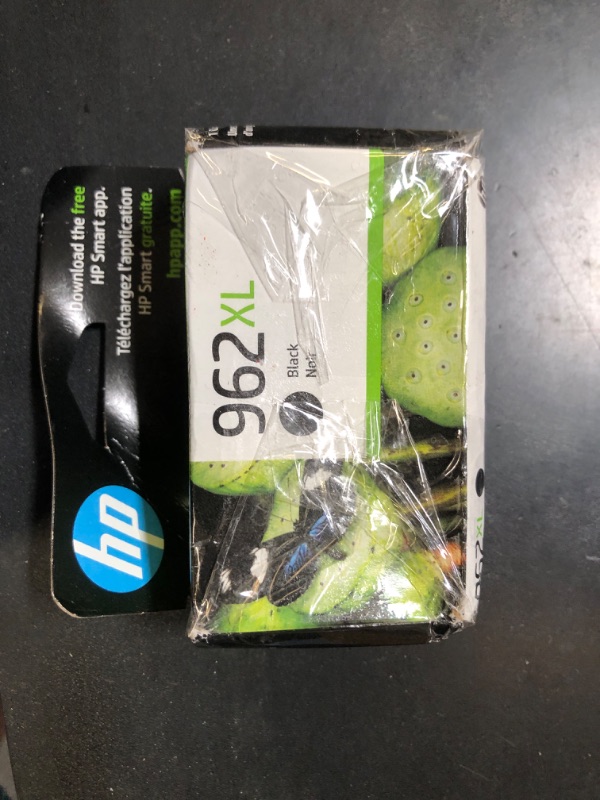 Download the free
HP Smart app.
Téléchargez l'application
HP Smart gratuite.
hpapp.com
hp
962XL
Black
Noir
962XL